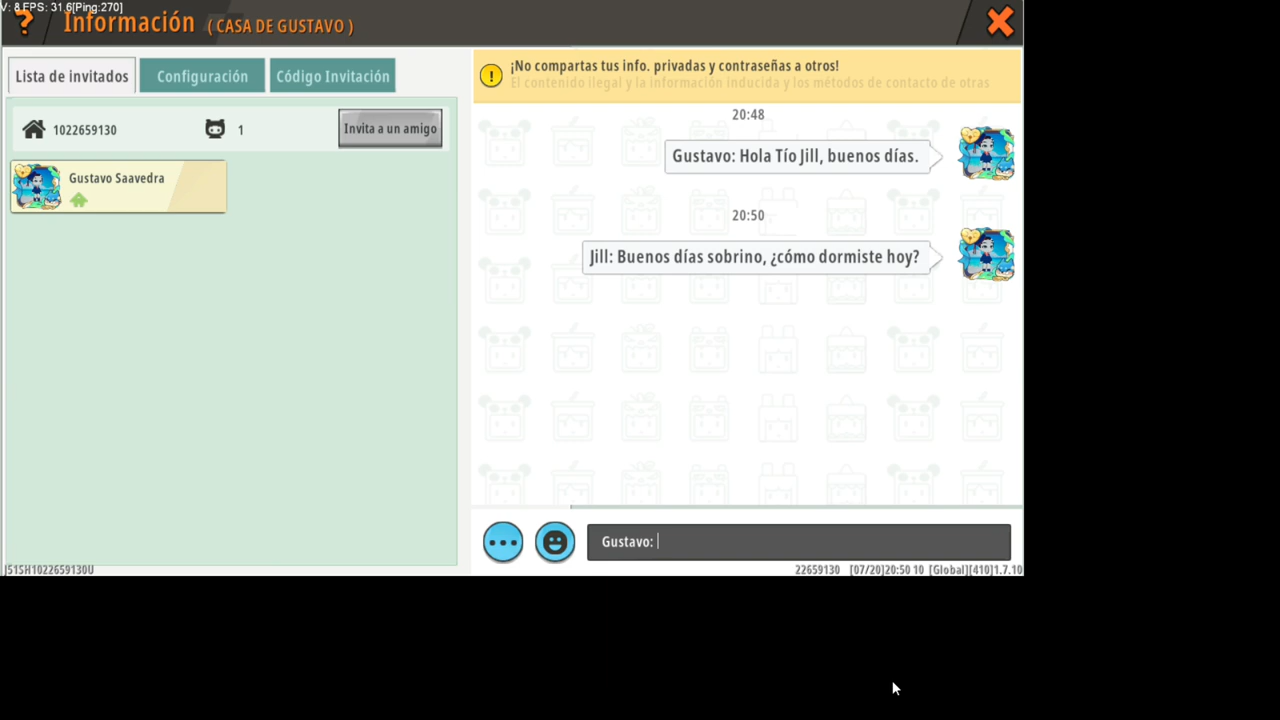 V: 8 EPS: 31.6[Ping:270]
? Información ( CASA DE GUSTAVO )
Lista de invitados
Configuración
Código Invitación
1022659130
1
Invita a un amigo
Gustavo Saavedra
¡No compartas tus info. privadas y contraseñas a otros!
El contenido ilegal y la información inducida y los métodos de contacto de otras
20:48
Gustavo: Hola Tío Jill, buenos días.
20:50
Jill: Buenos días sobrino, ¿cómo dormiste hoy?
Gustavo:
J51SH1022659130U
22659130 [07/20]20:50 10 [Global][410]1.7.10